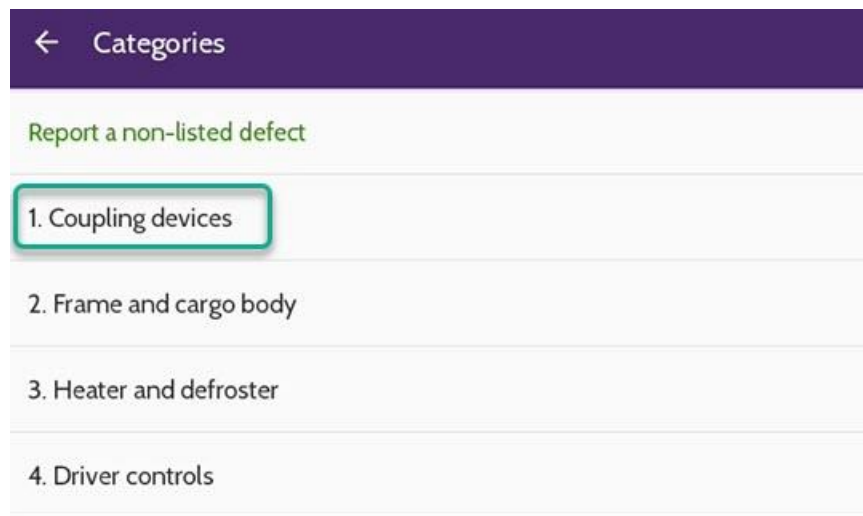 Categories
Report a non-listed defect
1. Coupling devices
2. Frame and cargo body
3. Heater and defroster
4. Driver controls